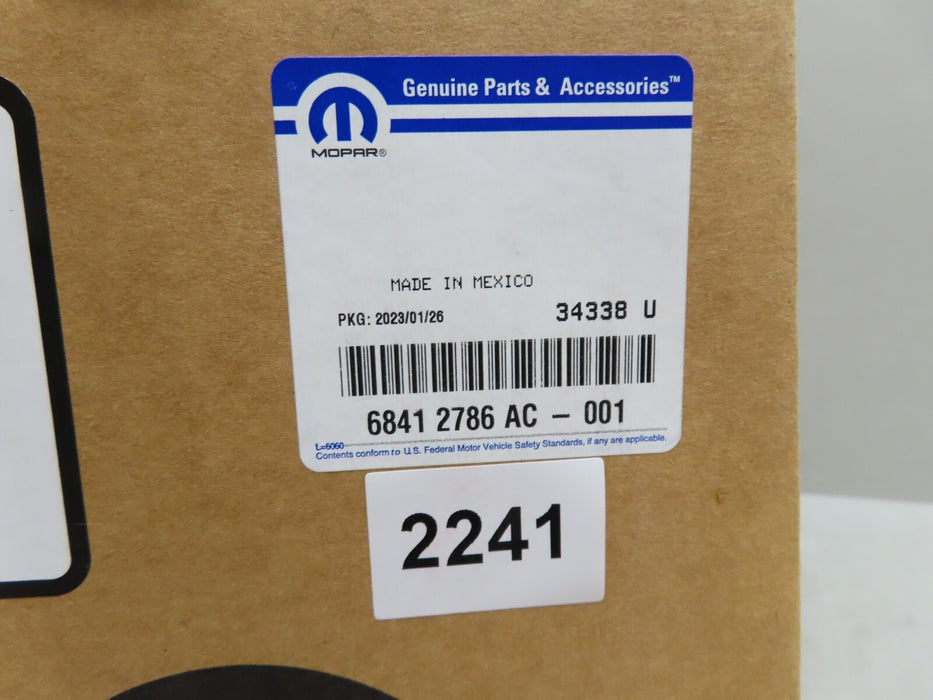 Genuine Parts & Accessories™
MOPAR®
MADE IN MEXICO
PKG: 2023/01/26 34338 U
6841 2786 AC – 001
L=6060
Contents conform to U.S. Federal Motor Vehicle Safety Standards, if any are applicable.
2241